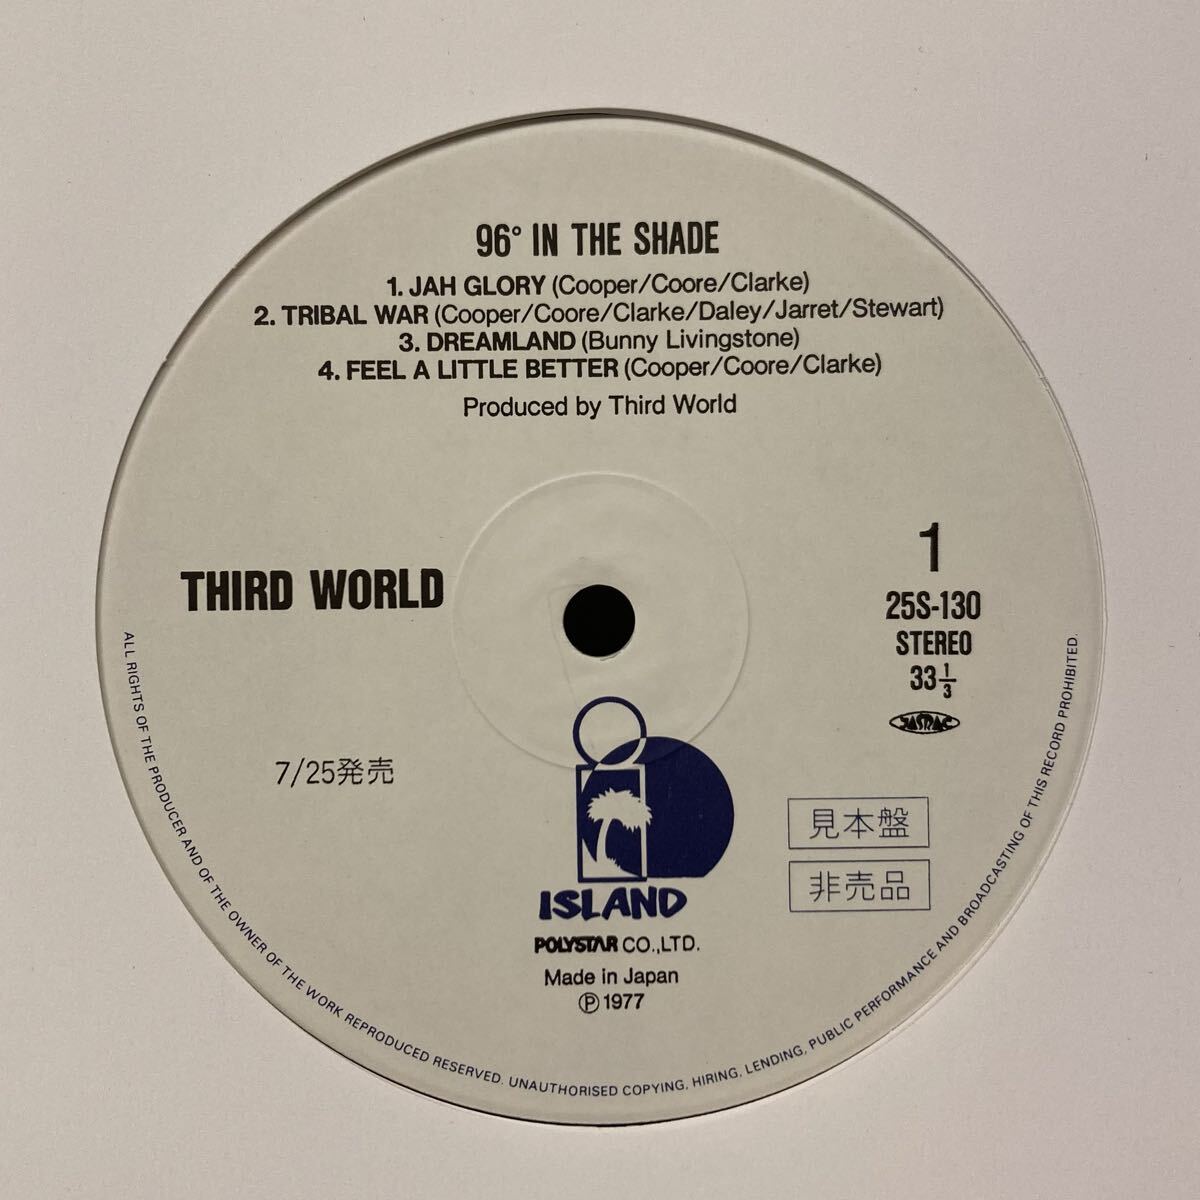 96° IN THE SHADE
1. JAH GLORY (Cooper/Coore/Clarke)
2. TRIBAL WAR (Cooper/Coore/Clarke/Daley/Jarret/Stewart)
3. DREAMLAND (Bunny Livingstone)
4. FEEL A LITTLE BETTER (Cooper/Coore/Clarke)
Produced by Third World
THIRD WORLD
1
25S-130
STEREO
33 1/3
JASRAC
7/25発売
見本盤
非売品
ISLAND
POLYSTAR CO.,LTD.
Made in Japan
Ⓟ1977
ALL RIGHTS OF THE PRODUCER AND OF THE OWNER OF THE WORK REPRODUCED RESERVED. UNAUTHORISED COPYING, HIRING, LENDING, PUBLIC PERFORMANCE AND BROADCASTING OF THIS RECORD PROHIBITED.